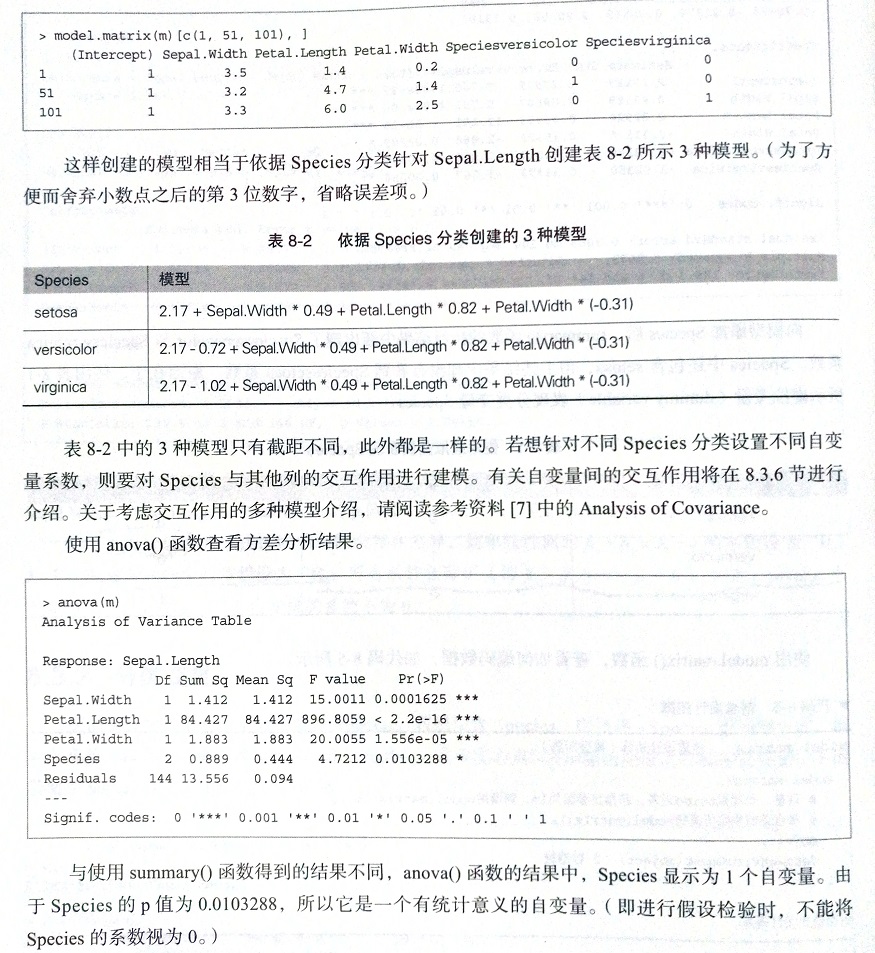 > model.matrix(m)[c(1, 51, 101), ]
(Intercept) Sepal.Width Petal.Length Petal.Width Speciesversicolor Speciesvirginica
1 1 3.5 1.4 0.2 0 0
51 1 3.2 4.7 1.4 1 0
101 1 3.3 6.0 2.5 0 1
这样创建的模型相当于依据 Species 分类针对 Sepal.Length 创建表 8-2 所示 3 种模型。（为了方
便而舍弃小数点之后的第 3 位数字，省略误差项。）
表 8-2 依据 Species 分类创建的 3 种模型
Species 模型
setosa 2.17 + Sepal.Width * 0.49 + Petal.Length * 0.82 + Petal.Width * (-0.31)
versicolor 2.17 - 0.72 + Sepal.Width * 0.49 + Petal.Length * 0.82 + Petal.Width * (-0.31)
virginica 2.17 - 1.02 + Sepal.Width * 0.49 + Petal.Length * 0.82 + Petal.Width * (-0.31)
表 8-2 中的 3 种模型只有截距不同，此外都是一样的。若想针对不同 Species 分类设置不同自变
量系数，则要对 Species 与其他列的交互作用进行建模。有关自变量间的交互作用将在 8.3.6 节进行
介绍。关于考虑交互作用的多种模型介绍，请阅读参考资料 [7] 中的 Analysis of Covariance。
使用 anova() 函数查看方差分析结果。
> anova(m)
Analysis of Variance Table
Response: Sepal.Length
Df Sum Sq Mean Sq F value Pr(>F)
Sepal.Width 1 1.412 1.412 15.0011 0.0001625 ***
Petal.Length 1 84.427 84.427 896.8059 < 2.2e-16 ***
Petal.Width 1 1.883 1.883 20.0055 1.556e-05 ***
Species 2 0.889 0.444 4.7212 0.0103288 *
Residuals 144 13.556 0.094
---
Signif. codes: 0 '***' 0.001 '**' 0.01 '*' 0.05 '.' 0.1 ' ' 1
与使用 summary() 函数得到的结果不同，anova() 函数的结果中，Species 显示为 1 个自变量。由
于 Species 的 p 值为 0.0103288，所以它是一个有统计意义的自变量。（即进行假设检验时，不能将
Species 的系数视为 0。）